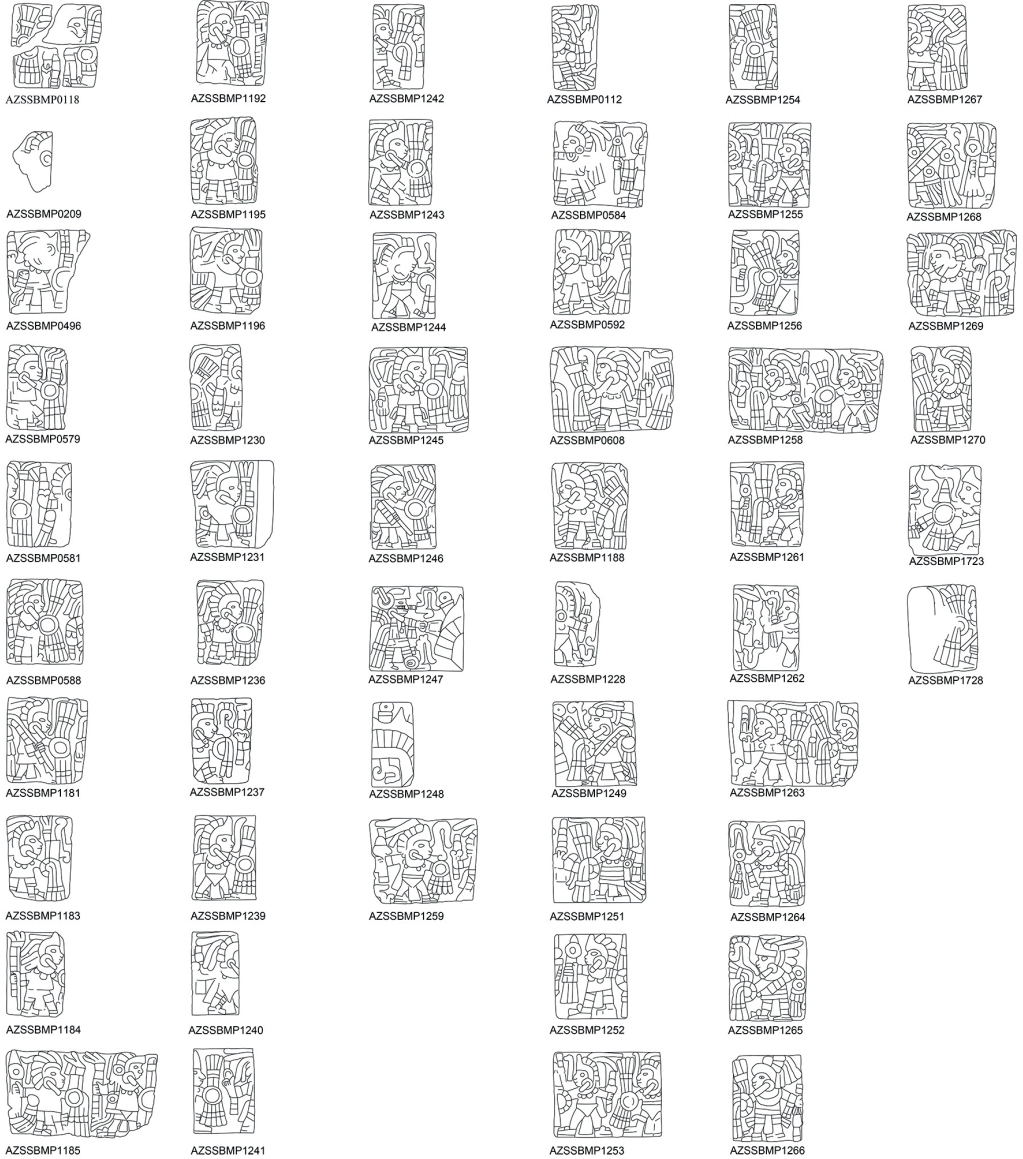 AZSSBMP0118 AZSSBMP1192 AZSSBMP1242 AZSSBMP0112 AZSSBMP1254 AZSSBMP1267
AZSSBMP0209 AZSSBMP1195 AZSSBMP1243 AZSSBMP0584 AZSSBMP1255 AZSSBMP1268
AZSSBMP0496 AZSSBMP1196 AZSSBMP1244 AZSSBMP0592 AZSSBMP1256 AZSSBMP1269
AZSSBMP0579 AZSSBMP1230 AZSSBMP1245 AZSSBMP0608 AZSSBMP1258 AZSSBMP1270
AZSSBMP0581 AZSSBMP1231 AZSSBMP1246 AZSSBMP1188 AZSSBMP1261 AZSSBMP1723
AZSSBMP0588 AZSSBMP1236 AZSSBMP1247 AZSSBMP1228 AZSSBMP1262 AZSSBMP1728
AZSSBMP1181 AZSSBMP1237 AZSSBMP1248 AZSSBMP1249 AZSSBMP1263
AZSSBMP1183 AZSSBMP1239 AZSSBMP1259 AZSSBMP1251 AZSSBMP1264
AZSSBMP1184 AZSSBMP1240 AZSSBMP1252 AZSSBMP1265
AZSSBMP1185 AZSSBMP1241 AZSSBMP1253 AZSSBMP1266